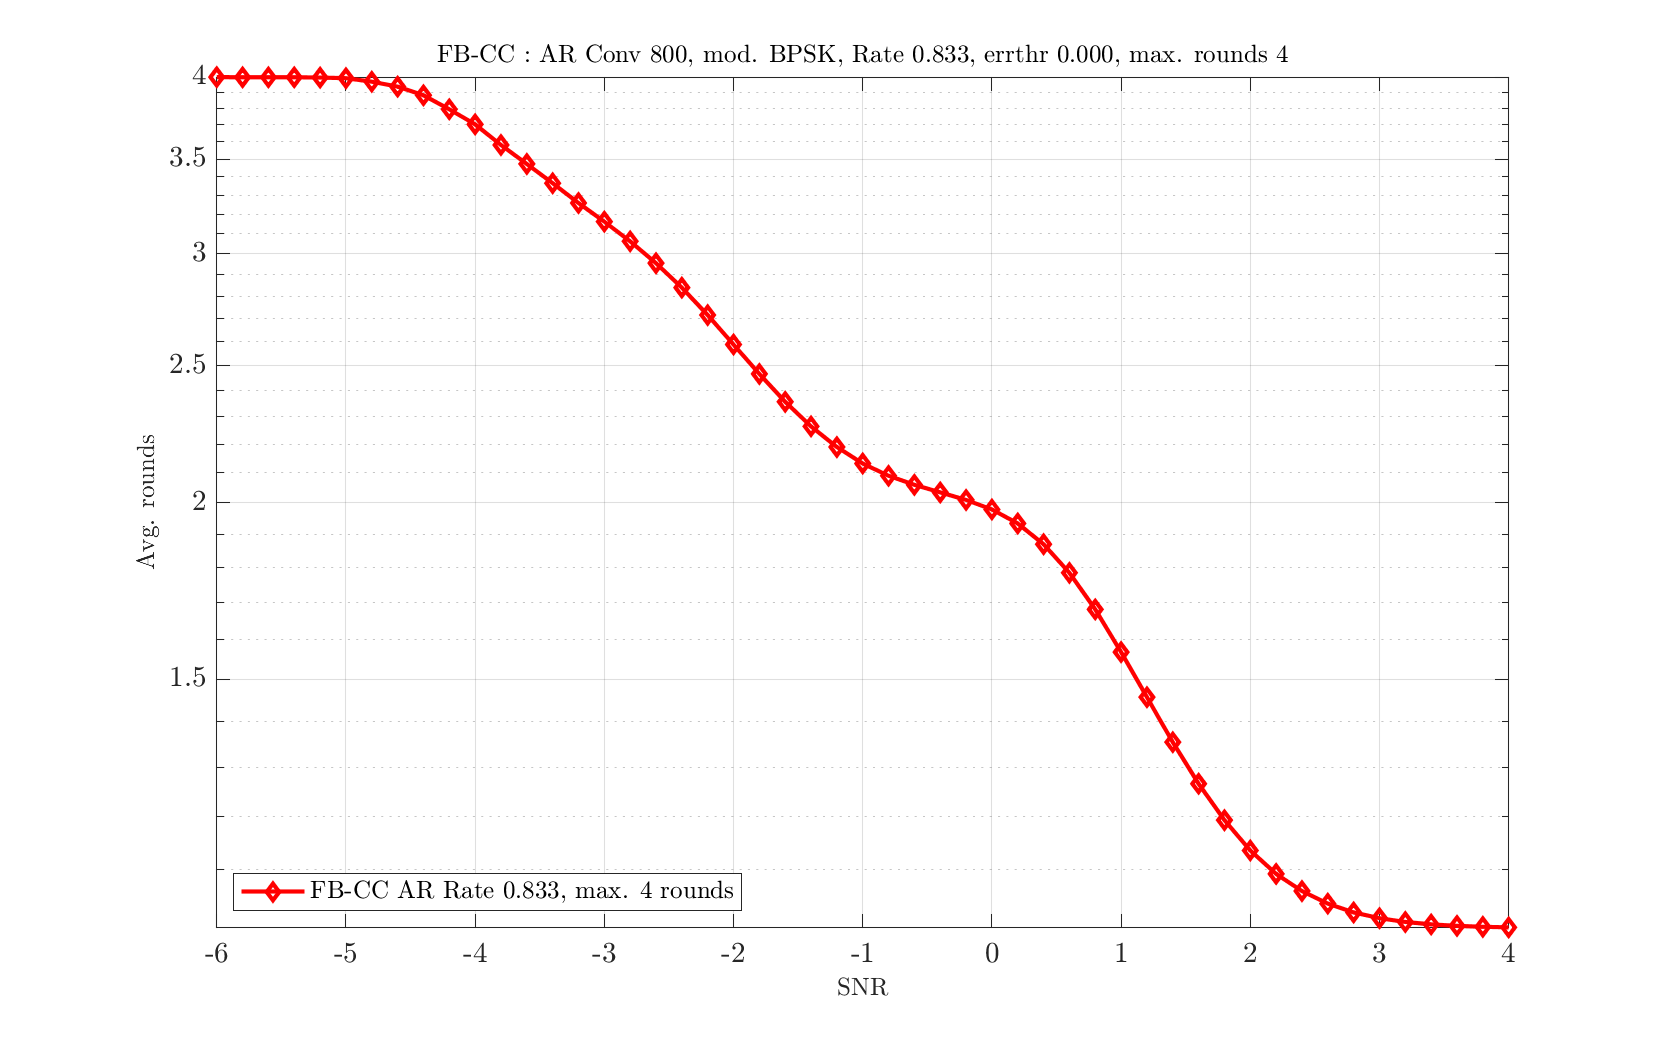 FB-CC : AR Conv 800, mod. BPSK, Rate 0.833, errthr 0.000, max. rounds 4
4
3.5
3
2.5
2
1.5
Avg. rounds
FB-CC AR Rate 0.833, max. 4 rounds
-6 -5 -4 -3 -2 -1 0 1 2 3 4
SNR